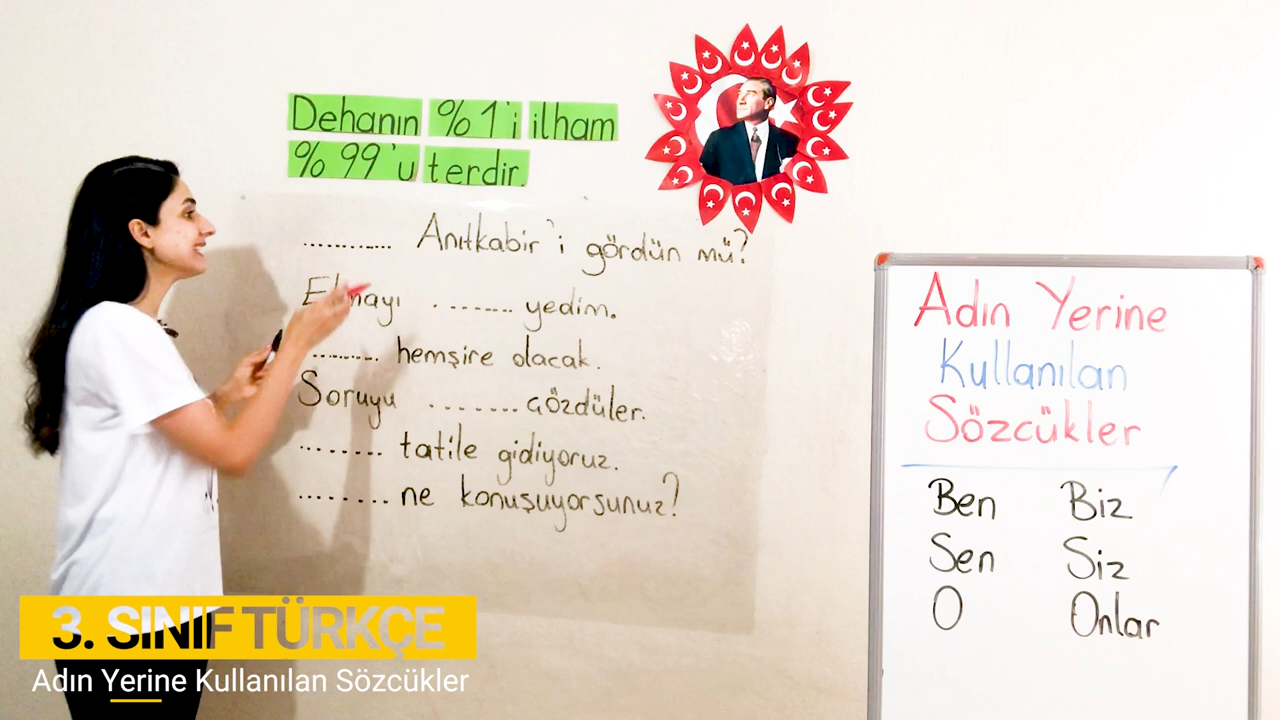 Dehanın %1'i ilham
%99'u terdir.
............ Anıtkabir'i gördün mü?
Elmayı ........ yedim.
......... hemşire olacak.
Soruyu ........ çözdüler.
........ tatile gidiyoruz.
........ ne konuşuyorsunuz?
Adın Yerine
Kullanılan
Sözcükler
Ben Biz
Sen Siz
O Onlar
3. SINIF TÜRKÇE
Adın Yerine Kullanılan Sözcükler